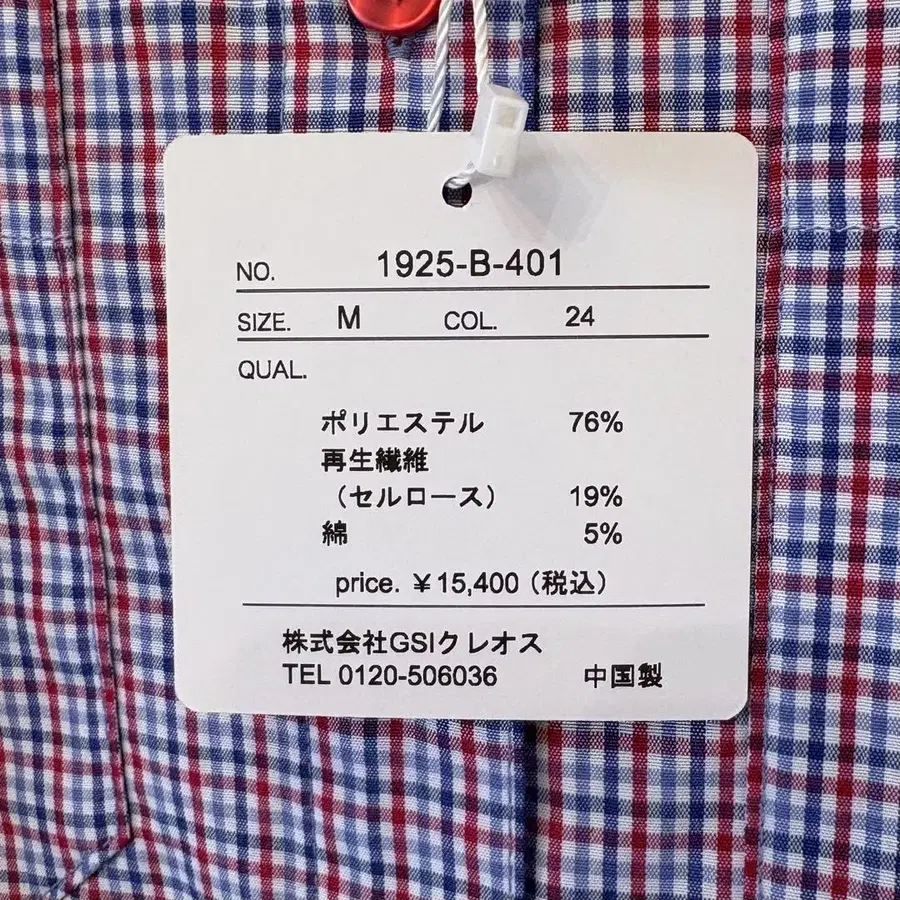 NO. 1925-B-401
SIZE. M COL. 24
QUAL.
ポリエステル 76%
再生繊維
（セルロース） 19%
綿 5%
price. ￥15,400（税込）
株式会社GSIクレオス
TEL 0120-506036 中国製